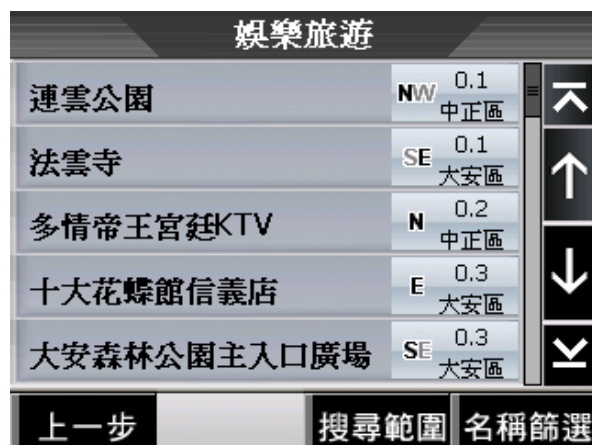 娛樂旅遊
連雲公園 NW 0.1 中正區
法雲寺 SE 0.1 大安區
多情帝王宮廷KTV N 0.2 中正區
十大花蝶館信義店 E 0.3 大安區
大安森林公園主入口廣場 SE 0.3 大安區
上一步 搜尋範圍 名稱篩選